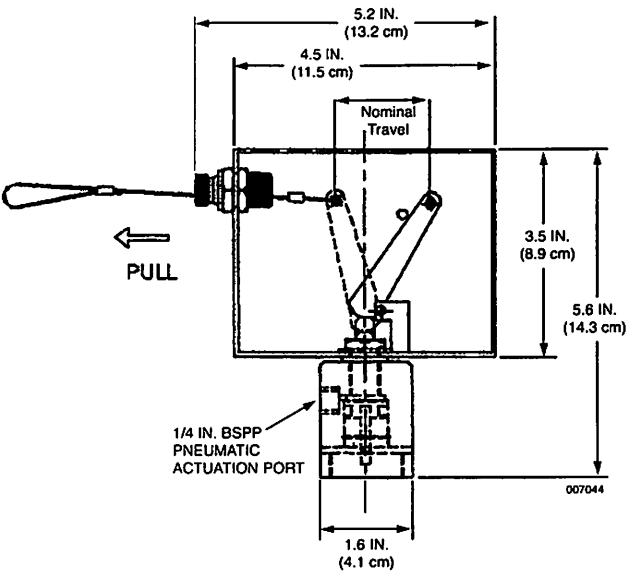 5.2 IN.
(13.2 cm)
4.5 IN.
(11.5 cm)
Nominal
Travel
PULL
3.5 IN.
(8.9 cm)
5.6 IN.
(14.3 cm)
1/4 IN. BSPP
PNEUMATIC
ACTUATION PORT
007044
1.6 IN.
(4.1 cm)